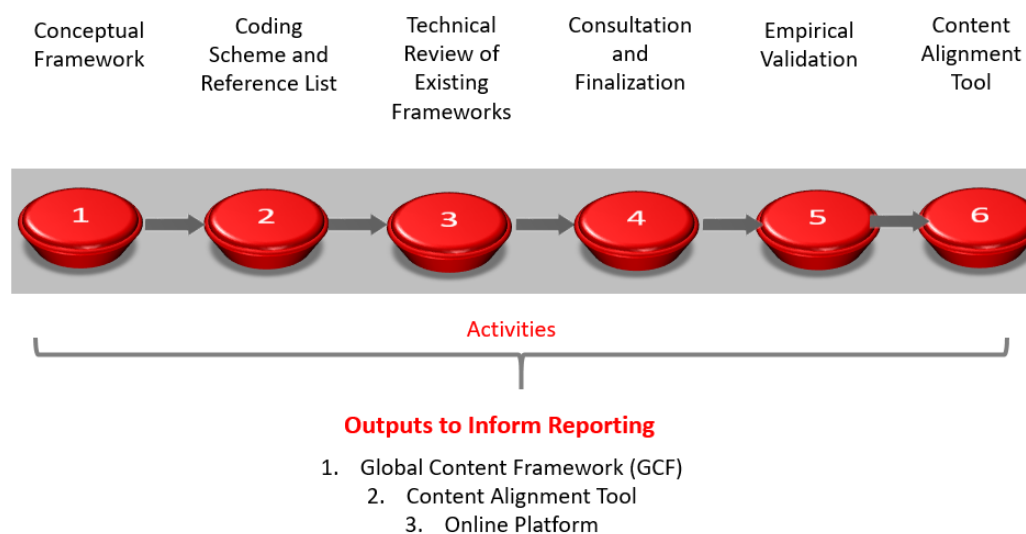 Conceptual
Framework
Coding
Scheme and
Reference List
Technical
Review of
Existing
Frameworks
Consultation
and
Finalization
Empirical
Validation
Content
Alignment
Tool
1
2
3
4
5
6
Activities
Outputs to Inform Reporting
1. Global Content Framework (GCF)
2. Content Alignment Tool
3. Online Platform